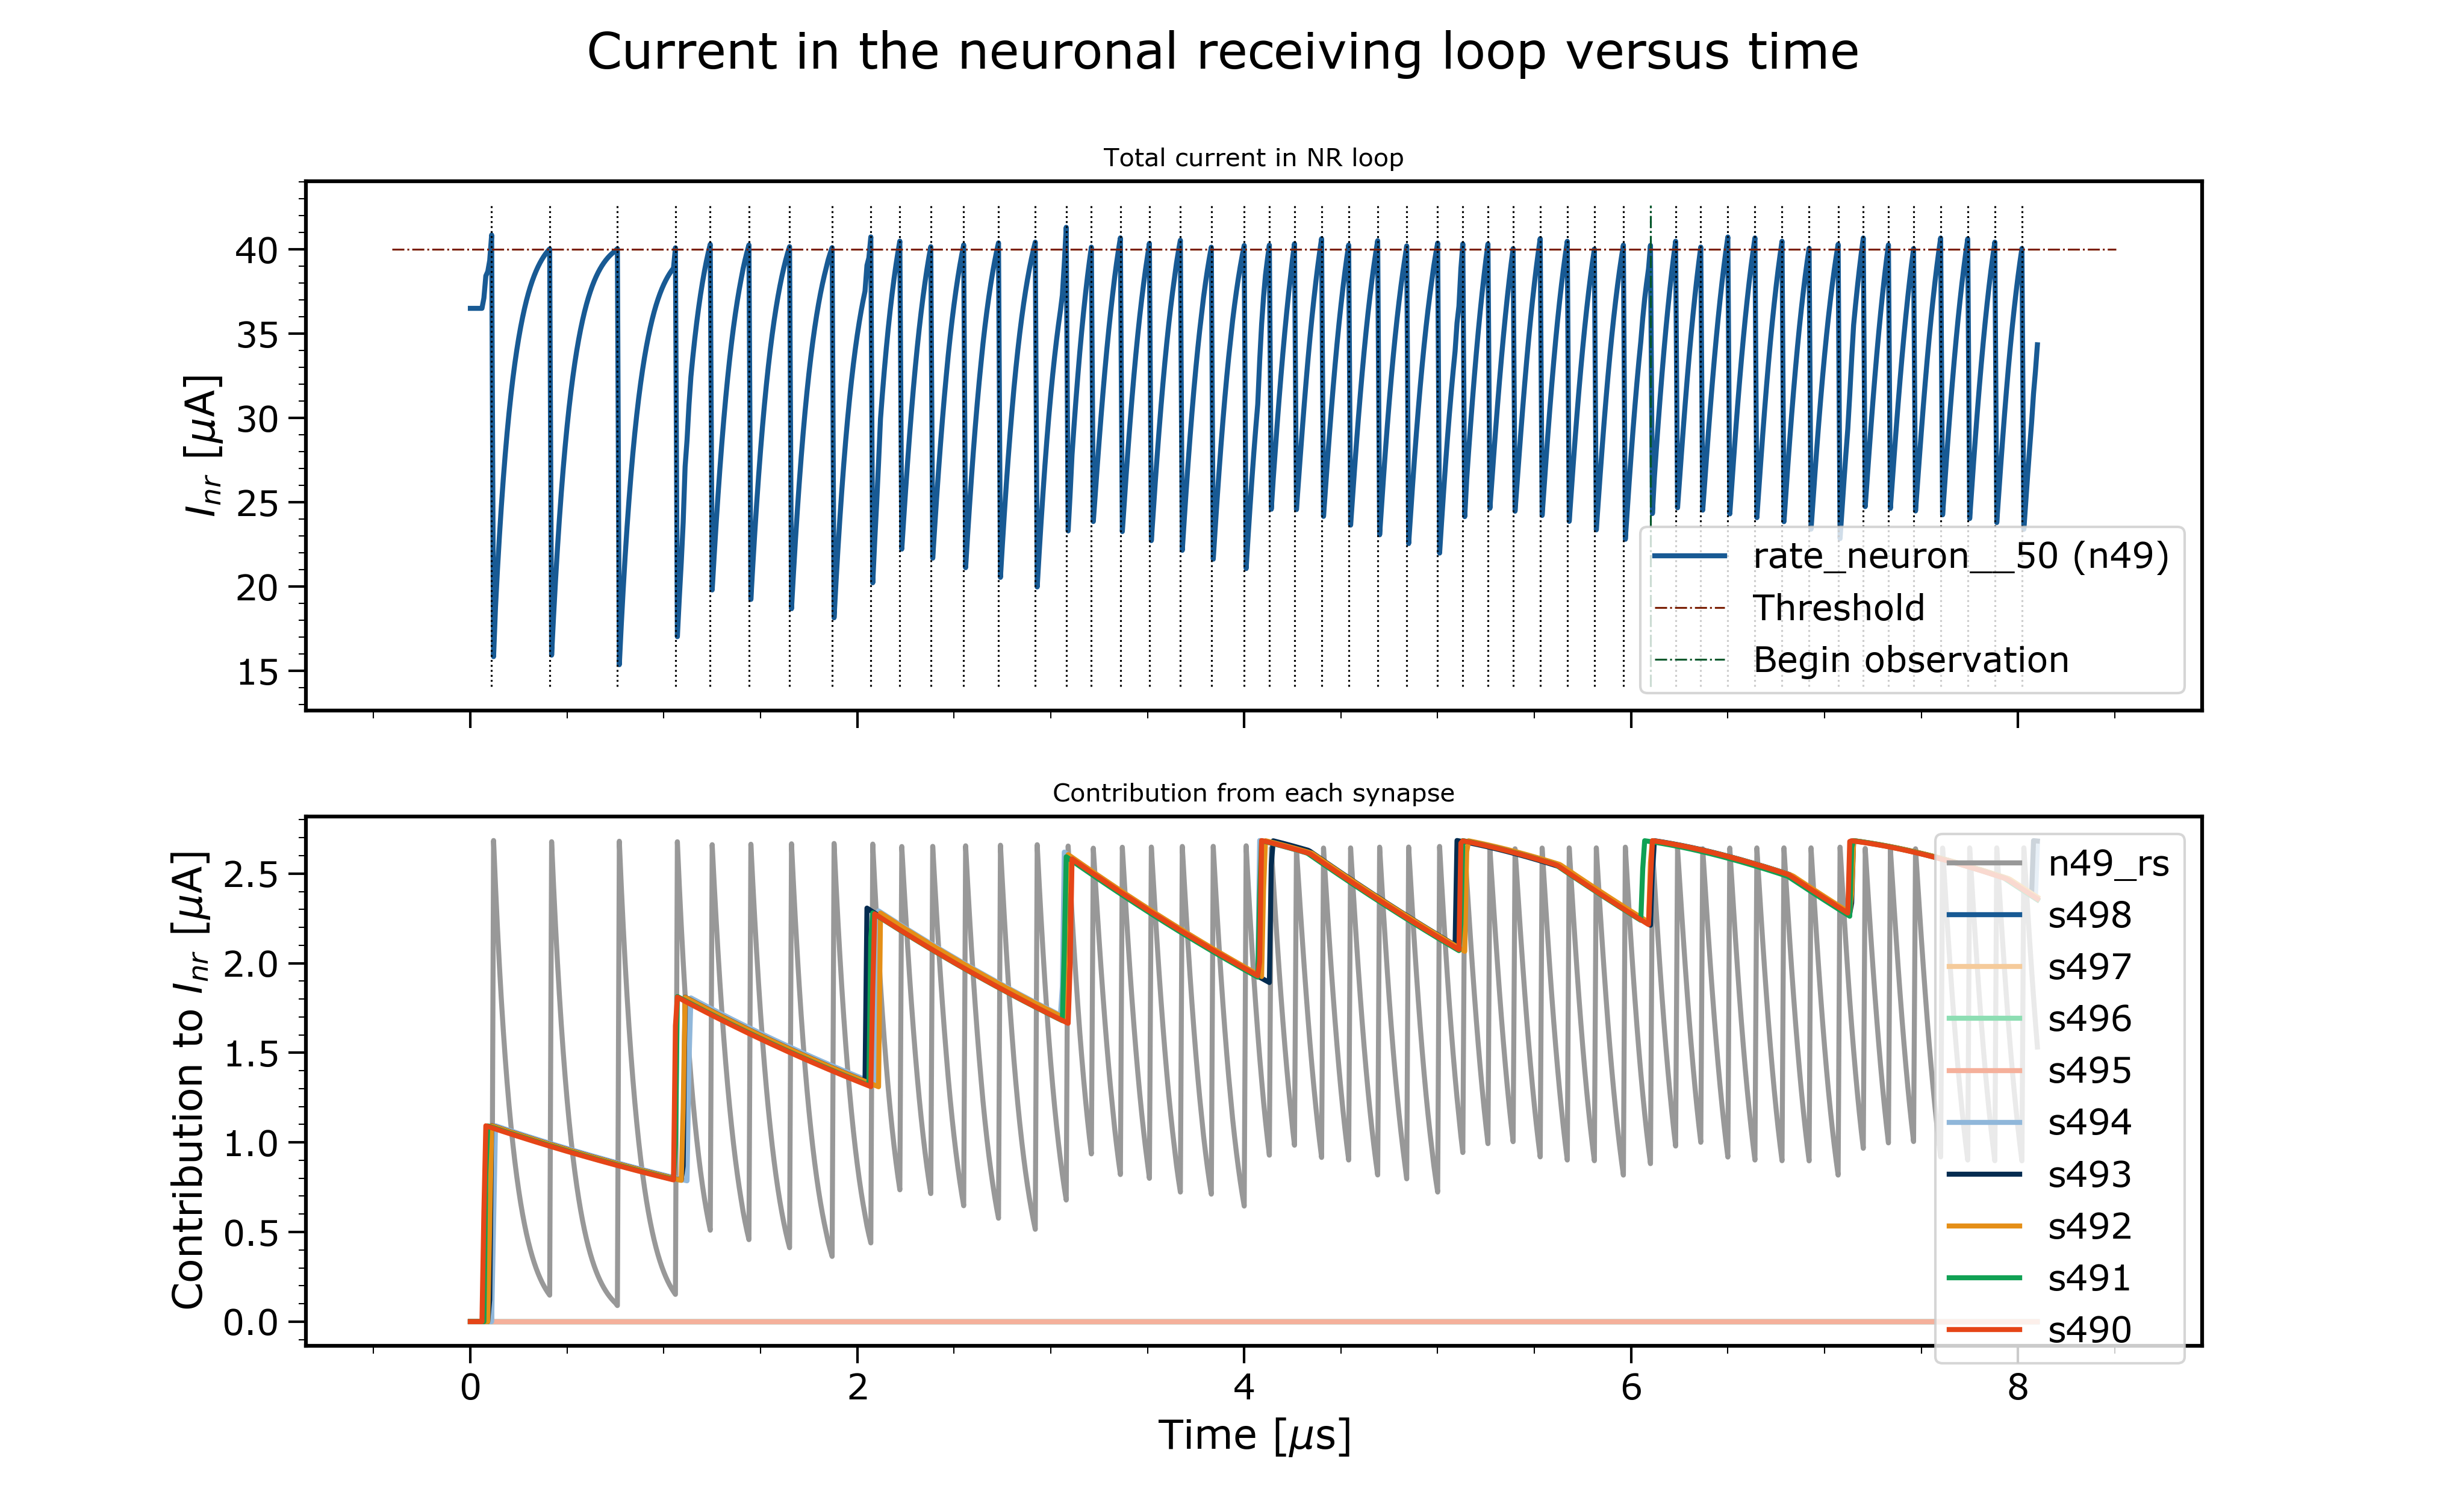 Current in the neuronal receiving loop versus time
Total current in NR loop
I_nr [μA]
40
35
30
25
20
15
rate_neuron__50 (n49)
Threshold
Begin observation
Contribution from each synapse
Contribution to I_nr [μA]
2.5
2.0
1.5
1.0
0.5
0.0
n49_rs
s498
s497
s496
s495
s494
s493
s492
s491
s490
0 2 4 6 8
Time [μs]